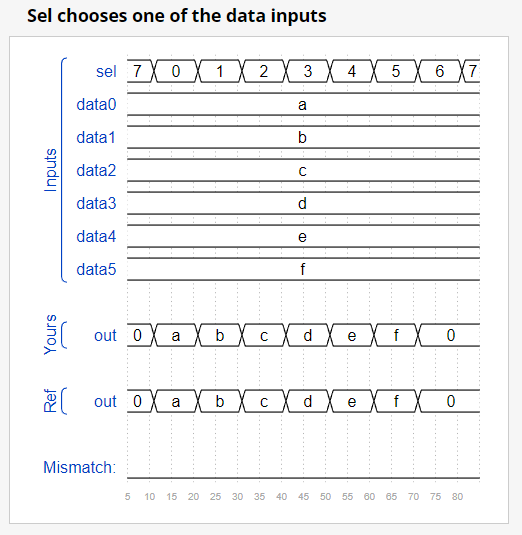 Sel chooses one of the data inputs
Inputs
sel 7 0 1 2 3 4 5 6 7
data0 a
data1 b
data2 c
data3 d
data4 e
data5 f
Yours
out 0 a b c d e f 0
Ref
out 0 a b c d e f 0
Mismatch:
5 10 15 20 25 30 35 40 45 50 55 60 65 70 75 80